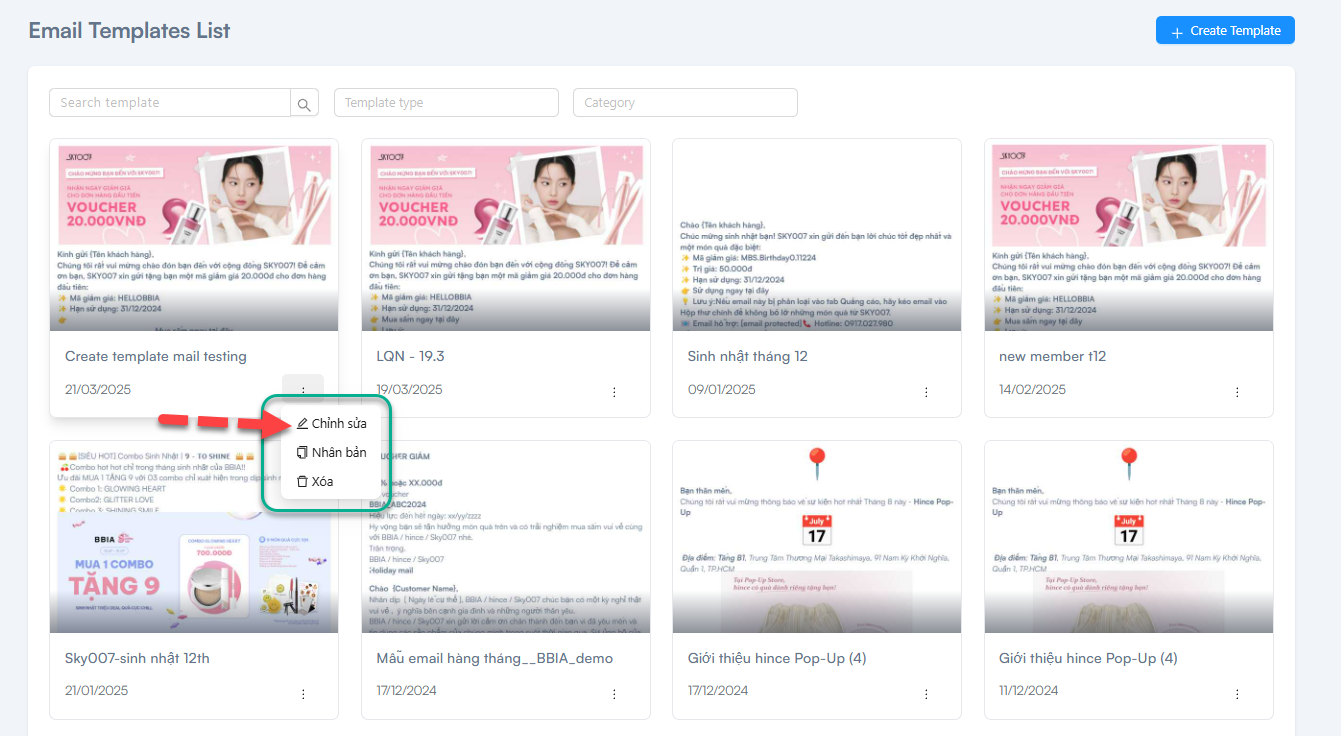 Email Templates List
Create Template
Search template
Template type
Category
SKY007
CHÀO MỪNG BẠN ĐẾN VỚI SKY007!
NHẬN NGAY GIẢM GIÁ
CHO ĐƠN HÀNG ĐẦU TIÊN
VOUCHER
20.000VNĐ
Kính gửi {Tên khách hàng},
Chúng tôi rất vui mừng chào đón bạn đến với cộng đồng SKY007! Để cảm
ơn bạn, SKY007 xin gửi tặng bạn một mã giảm giá 20.000đ cho đơn hàng
đầu tiên:
✨ Mã giảm giá: HELLOBBIA
✨ Hạn sử dụng: 31/12/2024
👉
Mua sắm ngay tại đây
Create template mail testing
21/03/2025
SKY007
CHÀO MỪNG BẠN ĐẾN VỚI SKY007!
NHẬN NGAY GIẢM GIÁ
CHO ĐƠN HÀNG ĐẦU TIÊN
VOUCHER
20.000VNĐ
Kính gửi {Tên khách hàng},
Chúng tôi rất vui mừng chào đón bạn đến với cộng đồng SKY007! Để cảm
ơn bạn, SKY007 xin gửi tặng bạn một mã giảm giá 20.000đ cho đơn hàng
đầu tiên:
✨ Mã giảm giá: HELLOBBIA
✨ Hạn sử dụng: 31/12/2024
👉 Mua sắm ngay tại đây
Lưu ý:
LQN - 19.3
19/03/2025
Chào {Tên khách hàng},
Chúc mừng sinh nhật bạn! SKY007 xin gửi đến bạn lời chúc tốt đẹp nhất và
một món quà đặc biệt:
✨ Mã giảm giá: MBS.Birthday0.11224
✨ Trị giá: 50.000đ
✨ Hạn sử dụng: 31/12/2024
👉 Sử dụng ngay tại đây
💡 Lưu ý:Nếu email này bị phân loại vào tab Quảng cáo, hãy kéo email vào
Hộp thư chính để không bỏ lỡ những món quà từ SKY007.
📧 Email hỗ trợ: [email protected]📞 Hotline: 0917.027.980
Sinh nhật tháng 12
09/01/2025
SKY007
CHÀO MỪNG BẠN ĐẾN VỚI SKY007!
NHẬN NGAY GIẢM GIÁ
CHO ĐƠN HÀNG ĐẦU TIÊN
VOUCHER
20.000VNĐ
Kính gửi {Tên khách hàng},
Chúng tôi rất vui mừng chào đón bạn đến với cộng đồng SKY007! Để cảm
ơn bạn, SKY007 xin gửi tặng bạn một mã giảm giá 20.000đ cho đơn hàng
đầu tiên:
✨ Mã giảm giá: HELLOBBIA
✨ Hạn sử dụng: 31/12/2024
👉 Mua sắm ngay tại đây
new member t12
14/02/2025
Chỉnh sửa
Nhân bản
Xóa
[SIÊU HOT] Combo Sinh Nhật | 9 - TO SHINE
Combo hot hot chỉ trong tháng sinh nhật của BBIA!!
Ưu đãi MUA 1 TẶNG 9 với 03 combo chỉ xuất hiện trong dịp sinh
Combo 1: GLOWING HEART
Combo2: GLITTER LOVE
Combo 3: SHINING SMILE
BBIA
MUA 1 COMBO
TẶNG 9
COMBO GLOWING HEART
700.000Đ
Sky007-sinh nhật 12th
21/01/2025
GIẢM
hoặc XX.000đ
voucher
BBIA_ABC2024
Hiệu lực đến hết ngày: xx/yy/zzzz
Hy vọng bạn sẽ tận hưởng món quà trên và có trải nghiệm mua sắm vui vẻ cùng
với BBIA / hince / Sky007 nhé.
Trân trọng,
BBIA / hince / Sky007
Holiday mail
Chào {Customer Name},
Nhân dịp { Ngày lễ cụ thể }, BBIA / hince / Sky007 chúc bạn có một kỳ nghỉ thật
vui vẻ , ý nghĩa bên cạnh gia đình và những người thân yêu.
BBIA / hince / Sky007 xin gửi lời cảm ơn chân thành đến bạn vì đã yêu mến và
Mẫu email hàng tháng__BBIA_demo
17/12/2024
Bạn thân mến,
Chúng tôi rất vui mừng thông báo về sự kiện hot nhất Tháng 8 này - Hince Pop-
Up
July
17
Địa điểm: Tầng B1, Trung Tâm Thương Mại Takashimaya, 91 Nam Kỳ Khởi Nghĩa,
Quận 1, TP.HCM
Tại Pop-Up Store,
hince có quà dành riêng tặng bạn!
Giới thiệu hince Pop-Up (4)
17/12/2024
Bạn thân mến,
Chúng tôi rất vui mừng thông báo về sự kiện hot nhất Tháng 8 này - Hince Pop-
Up
July
17
Địa điểm: Tầng B1, Trung Tâm Thương Mại Takashimaya, 91 Nam Kỳ Khởi Nghĩa,
Quận 1, TP.HCM
Tại Pop-Up Store,
hince có quà dành riêng tặng bạn!
Giới thiệu hince Pop-Up (4)
11/12/2024